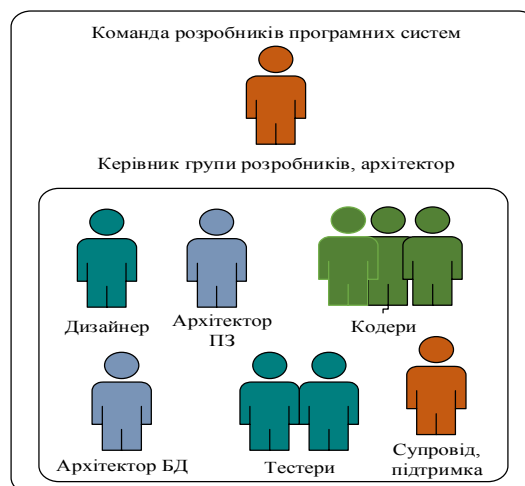 Команда розробників програмних систем
Керівник групи розробників, архітектор
Дизайнер
Архітектор
ПЗ
Кодери
Архітектор БД
Тестери
Супровід,
підтримка